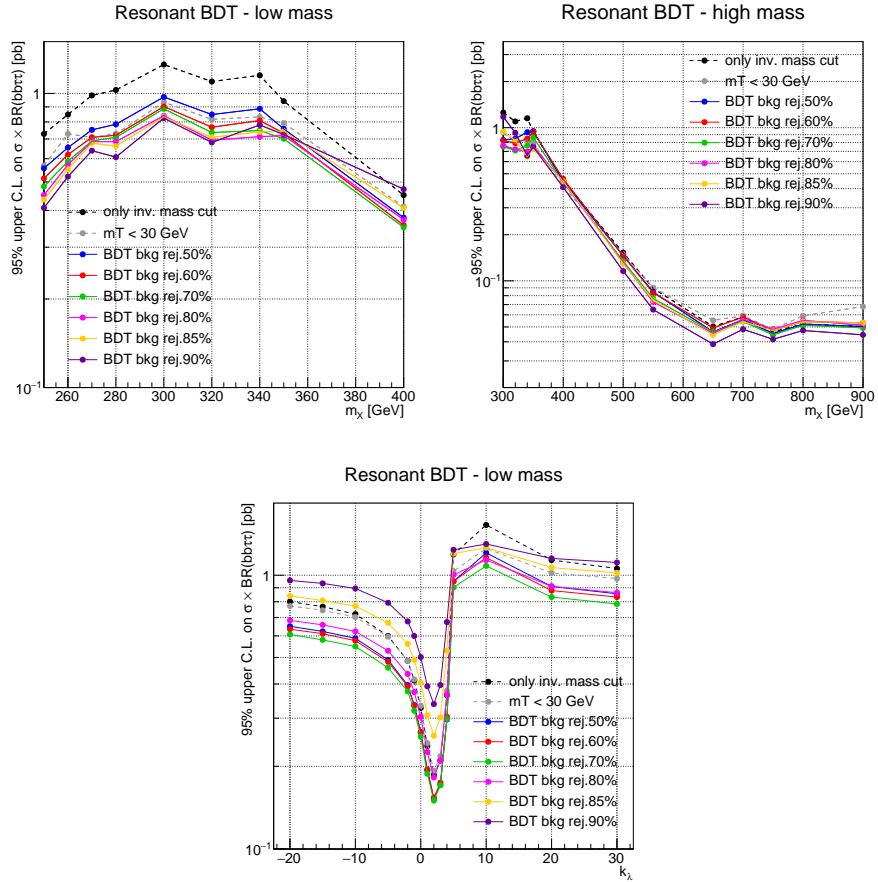 Resonant BDT - low mass
95% upper C.L. on σ × BR(bbττ) [pb]
1
10⁻¹
only inv. mass cut
mT < 30 GeV
BDT bkg rej.50%
BDT bkg rej.60%
BDT bkg rej.70%
BDT bkg rej.80%
BDT bkg rej.85%
BDT bkg rej.90%
260 280 300 320 340 360 380 400
m_X [GeV]
Resonant BDT - high mass
95% upper C.L. on σ × BR(bbττ) [pb]
1
10⁻¹
only inv. mass cut
mT < 30 GeV
BDT bkg rej.50%
BDT bkg rej.60%
BDT bkg rej.70%
BDT bkg rej.80%
BDT bkg rej.85%
BDT bkg rej.90%
300 400 500 600 700 800 900
m_X [GeV]
Resonant BDT - low mass
95% upper C.L. on σ × BR(bbττ) [pb]
1
10⁻¹
only inv. mass cut
mT < 30 GeV
BDT bkg rej.50%
BDT bkg rej.60%
BDT bkg rej.70%
BDT bkg rej.80%
BDT bkg rej.85%
BDT bkg rej.90%
−20 −10 0 10 20 30
k_λ